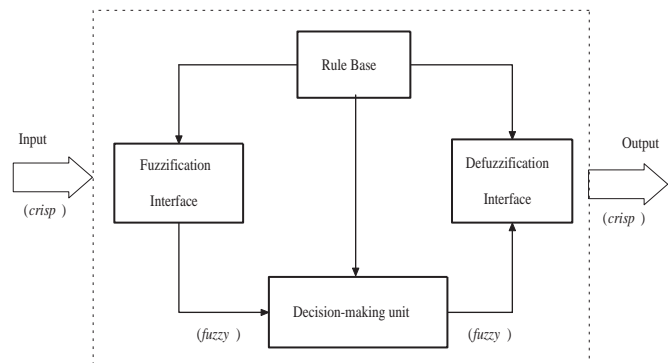 Rule Base
Input
Fuzzification
Interface
Defuzzification
Interface
Output
(crisp )
(crisp )
Decision-making unit
(fuzzy )
(fuzzy )